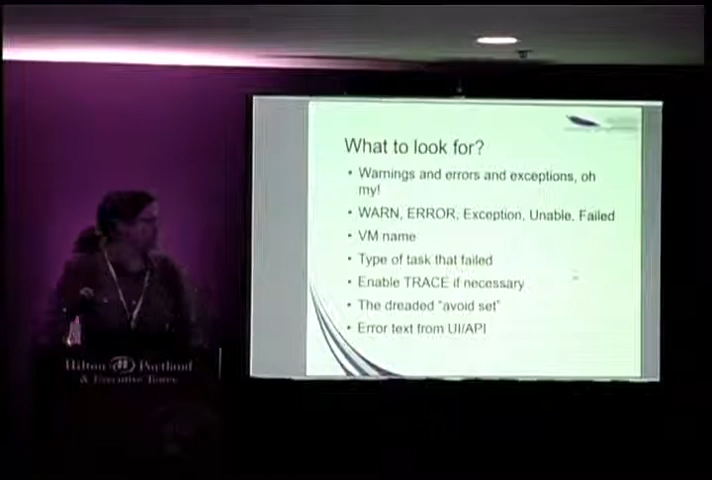 What to look for?
• Warnings and errors and exceptions, oh
my!
• WARN, ERROR, Exception, Unable, Failed
• VM name
• Type of task that failed
• Enable TRACE if necessary
• The dreaded "avoid set"
• Error text from UI/API
Hilton Portland
& Executive Tower